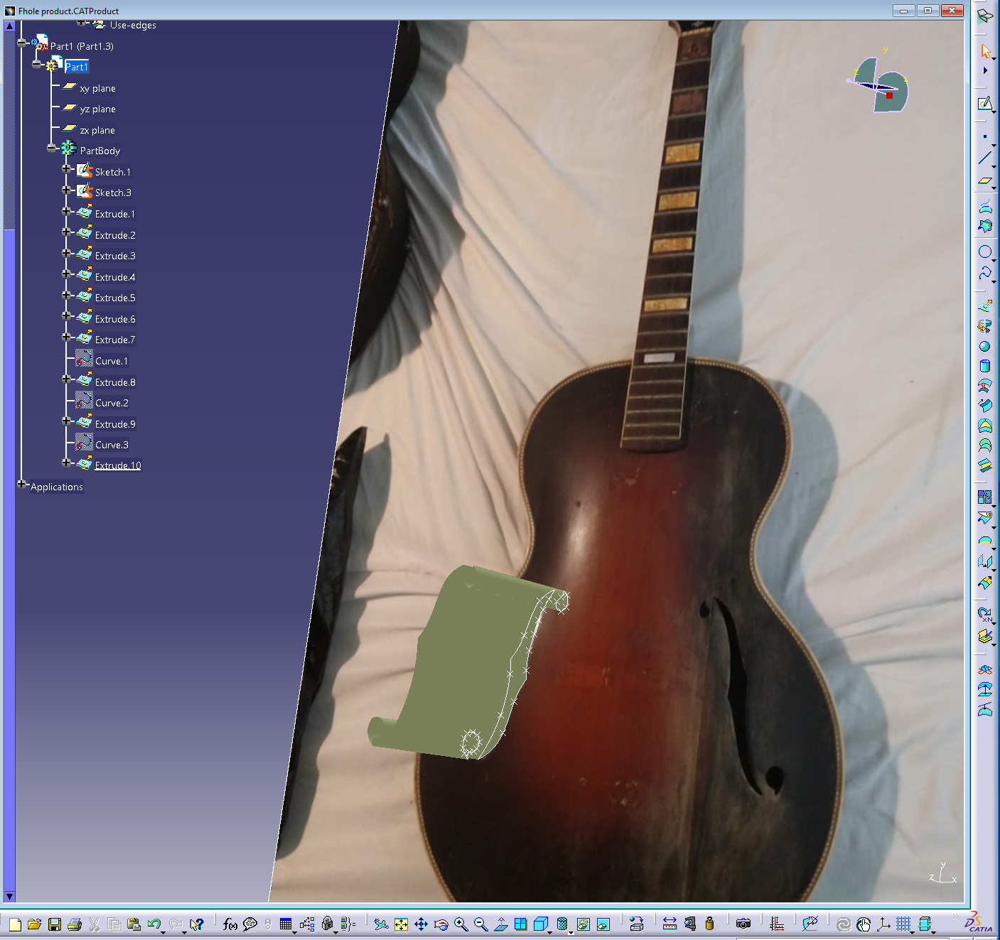 Fhole product.CATProduct
Use-edges
Part1 (Part1.3)
Part1
xy plane
yz plane
zx plane
PartBody
Sketch.1
Sketch.3
Extrude.1
Extrude.2
Extrude.3
Extrude.4
Extrude.5
Extrude.6
Extrude.7
Curve.1
Extrude.8
Curve.2
Extrude.9
Curve.3
Extrude.10
Applications
y
z
x
y
z
x
f(x)
XN
CATIA